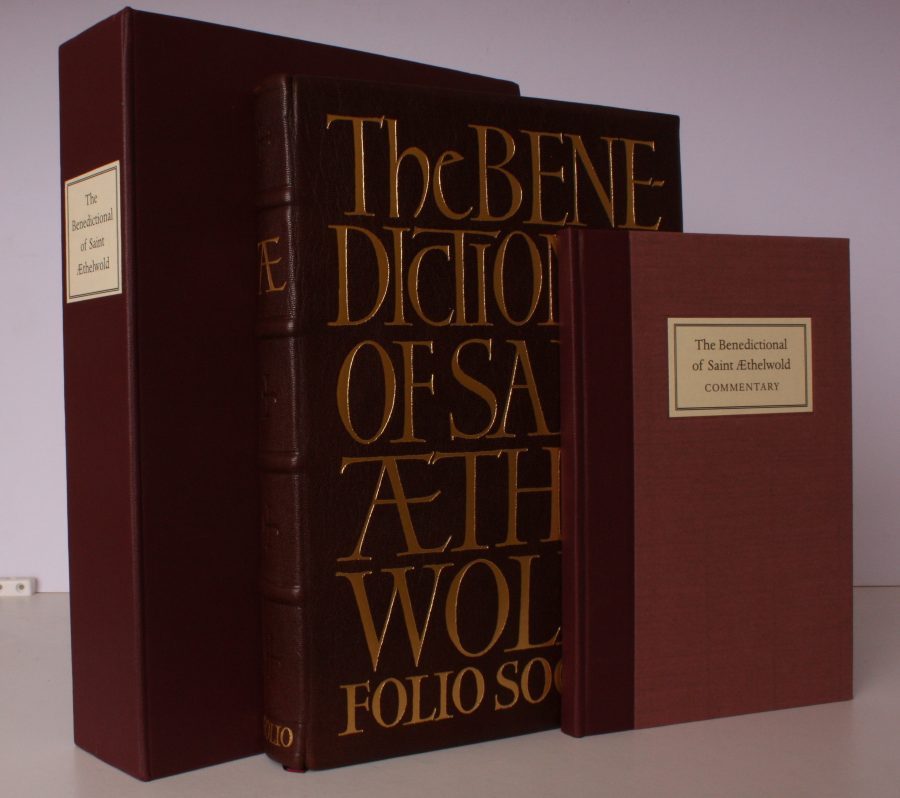 The
Benedictional
of Saint
Æthelwold
Æ
OLIO
The BENE-
DICTION
OF SA
ÆTH
WOL
FOLIO SOC
The Benedictional
of Saint Æthelwold
COMMENTARY